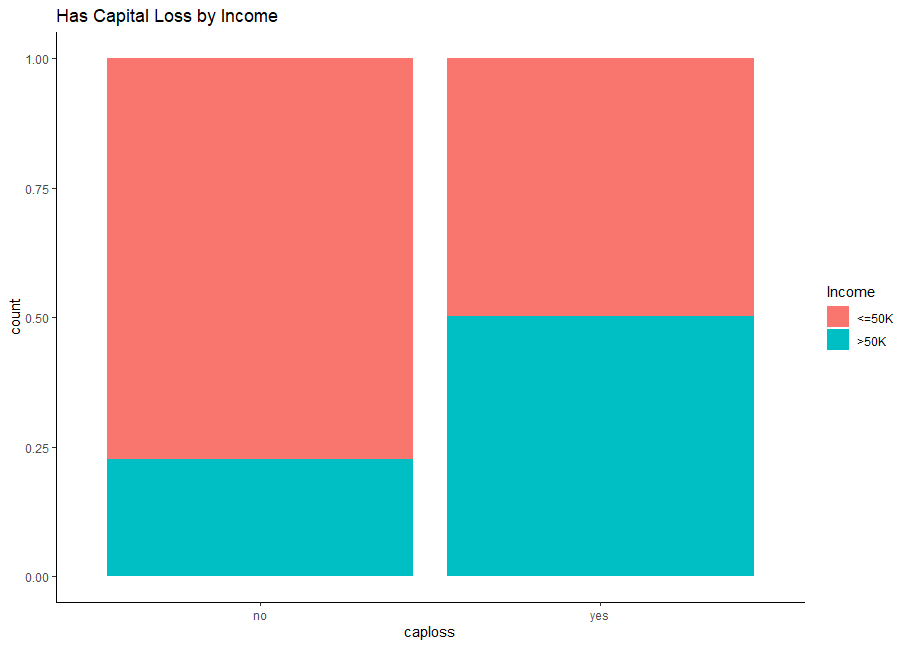 Has Capital Loss by Income
1.00
0.75
0.50
0.25
0.00
count
no
yes
caploss
Income
<=50K
>50K